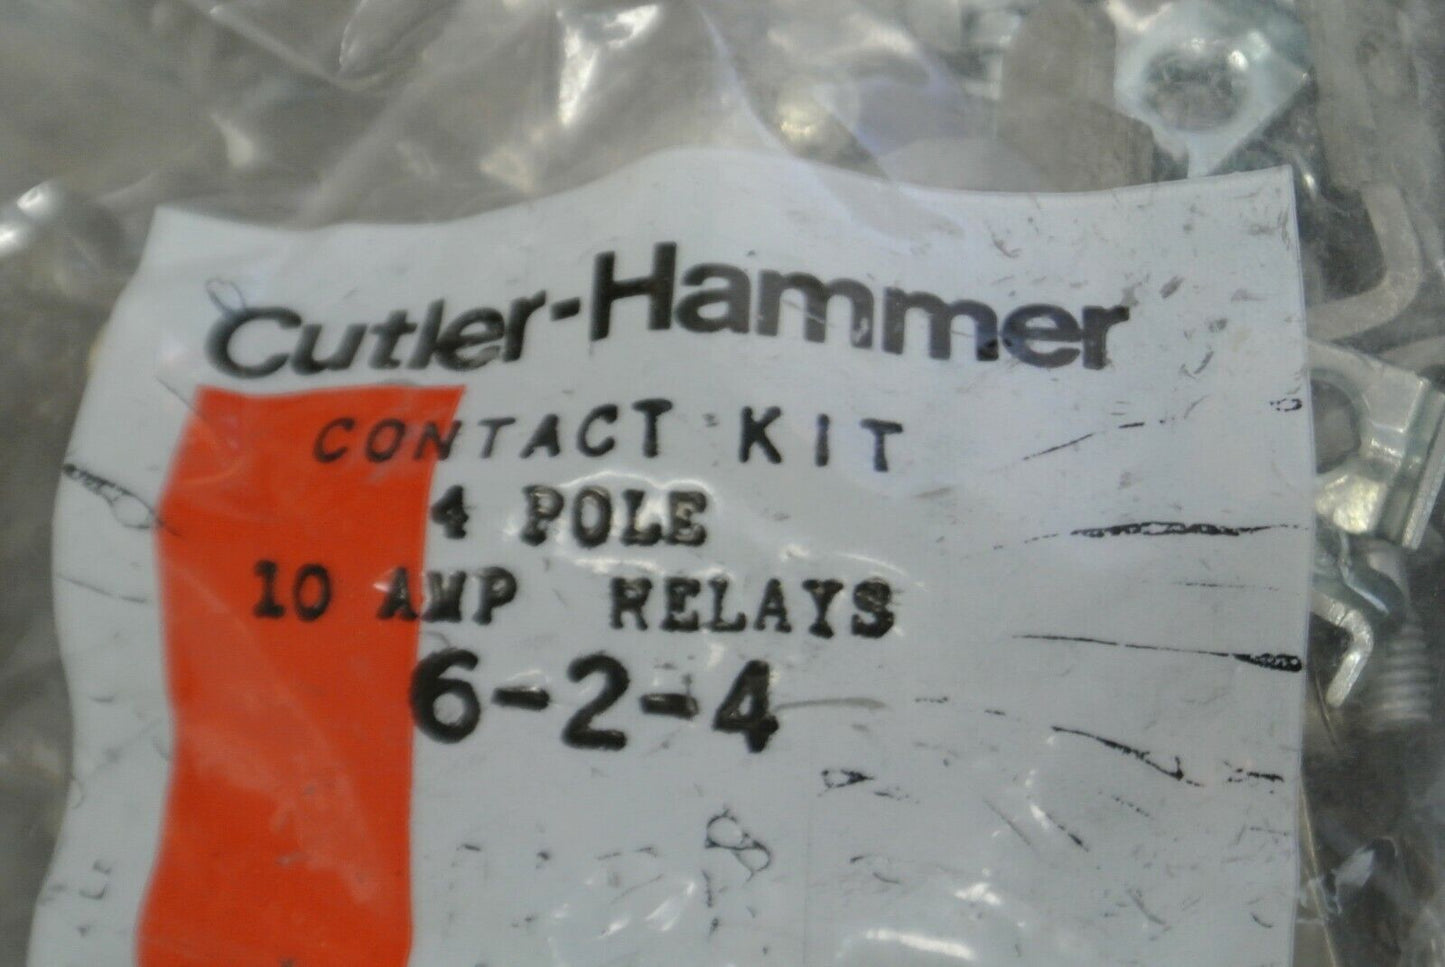 Cutler-Hammer
CONTACT KIT
4 POLE
10 AMP RELAYS
6-2-4